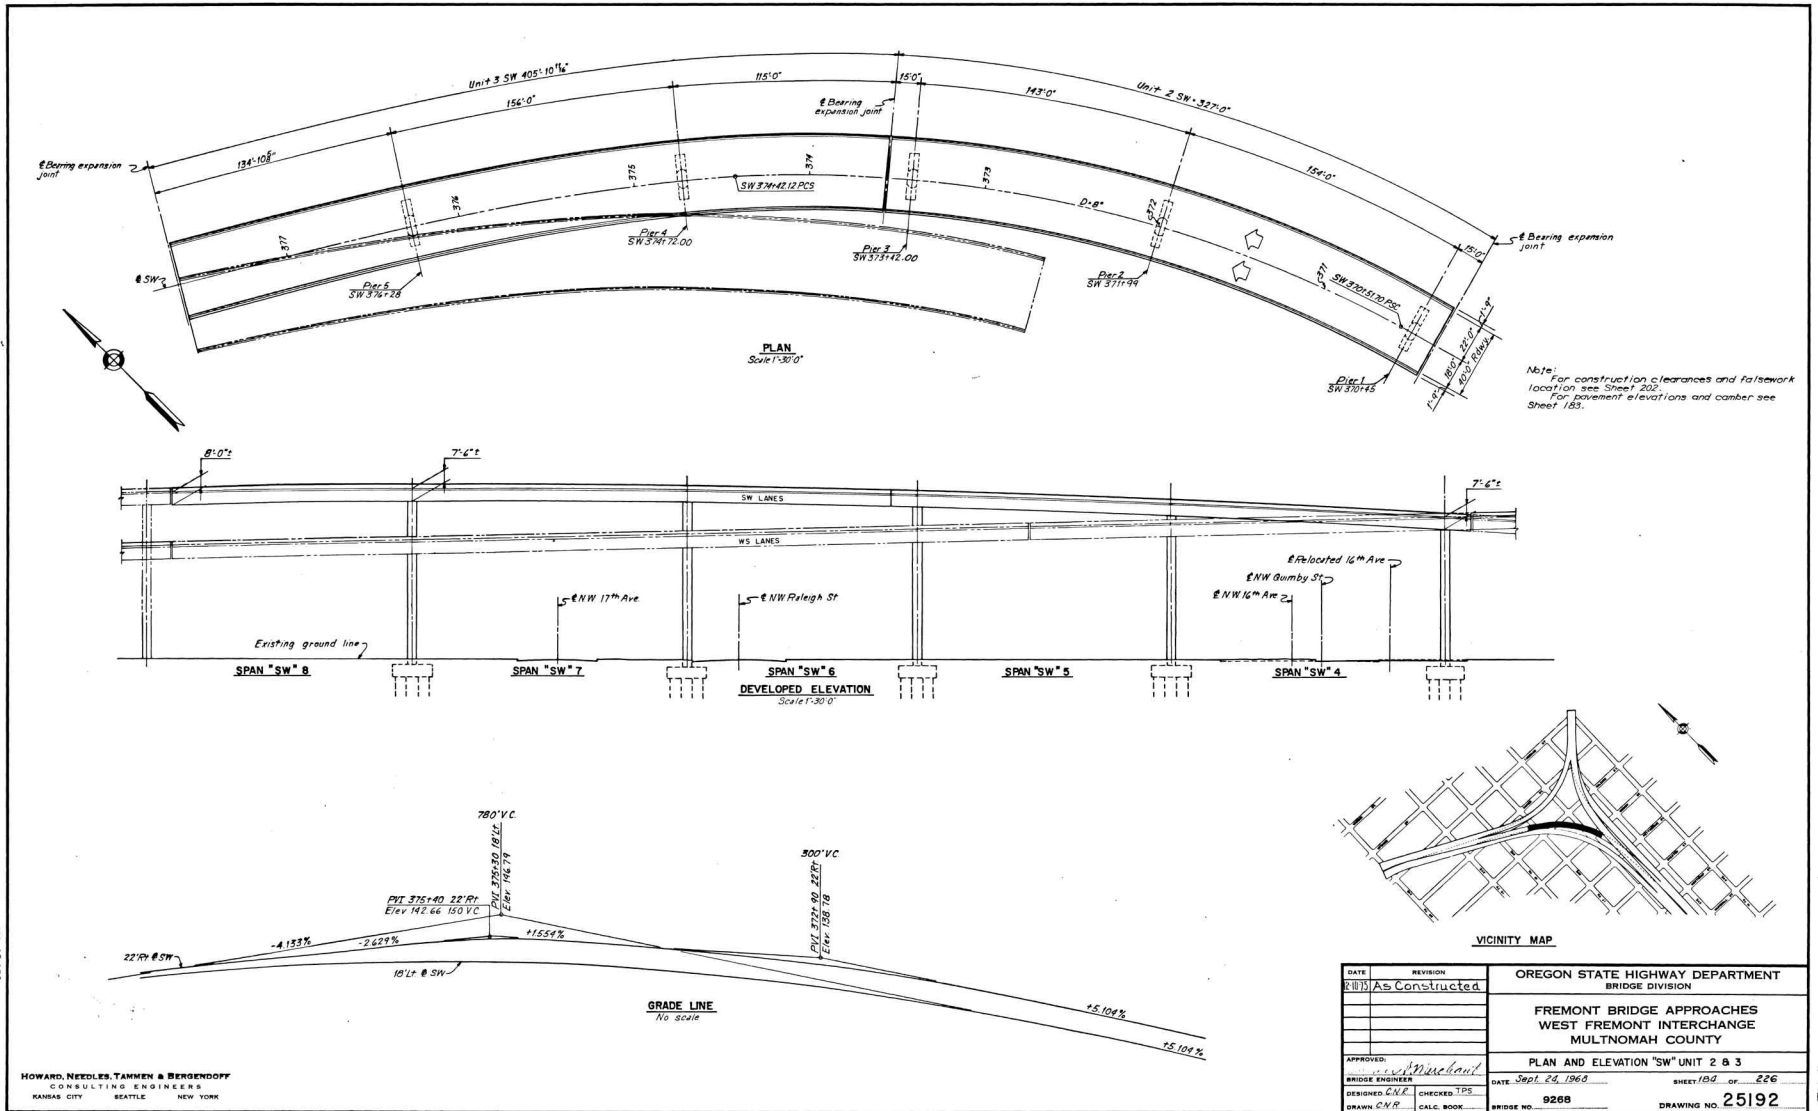 Unit 3 SW 405'-10 11/16"
Unit 2 SW = 327'-0"
156'-0"
115'-0"
15'-0"
143'-0"
134'-10 5/8"
154'-0"
15'-0"
℄ Bearing expansion
joint
℄ Bearing
expansion joint
℄ Bearing expansion
joint
377
376
375
374
373
372
371
SW 374+42.12 PCS
D=8°
SW 370+51.70 PSC
℄ SW
Pier 5
SW 376+28
Pier 4
SW 374+72.00
Pier 3
SW 373+42.00
Pier 2
SW 371+99
Pier 1
SW 370+45
1'-9"
22'-0"
18'-0"
40'-0" Rdwy.
1'-9"
PLAN
Scale 1"=30'-0"
Note:
For construction clearances and falsework
location see Sheet 202.
For pavement elevations and camber see
Sheet 183.
8'-0"±
7'-6"±
7'-6"±
SW LANES
WS LANES
℄ Relocated 16th Ave
℄ NW Quimby St
℄ NW 16th Ave
℄ NW 17th Ave.
℄ NW Raleigh St
Existing ground line
SPAN "SW" 8
SPAN "SW" 7
SPAN "SW" 6
SPAN "SW" 5
SPAN "SW" 4
DEVELOPED ELEVATION
Scale 1"=30'-0"
780' V.C.
PVI 375+30 18' Lt.
Elev. 146.79
300' V.C.
PVI 372+90 22' Rt
Elev. 138.78
PVI 375+40 22' Rt
Elev 142.66 150 V.C.
-4.133%
-2.629%
+1.554%
22' Rt ℄ SW
18' Lt ℄ SW
+5.104%
+5.104%
GRADE LINE
No scale
VICINITY MAP
HOWARD, NEEDLES, TAMMEN & BERGENDOFF
CONSULTING ENGINEERS
KANSAS CITY SEATTLE NEW YORK
DATE REVISION
As Constructed
APPROVED:
BRIDGE ENGINEER
DESIGNED C.N.R. CHECKED TPS
DRAWN C.N.R. CALC. BOOK
OREGON STATE HIGHWAY DEPARTMENT
BRIDGE DIVISION
FREMONT BRIDGE APPROACHES
WEST FREMONT INTERCHANGE
MULTNOMAH COUNTY
PLAN AND ELEVATION "SW" UNIT 2 & 3
DATE Sept. 24, 1968 SHEET 184 OF 226
BRIDGE NO. 9268 DRAWING NO. 25192